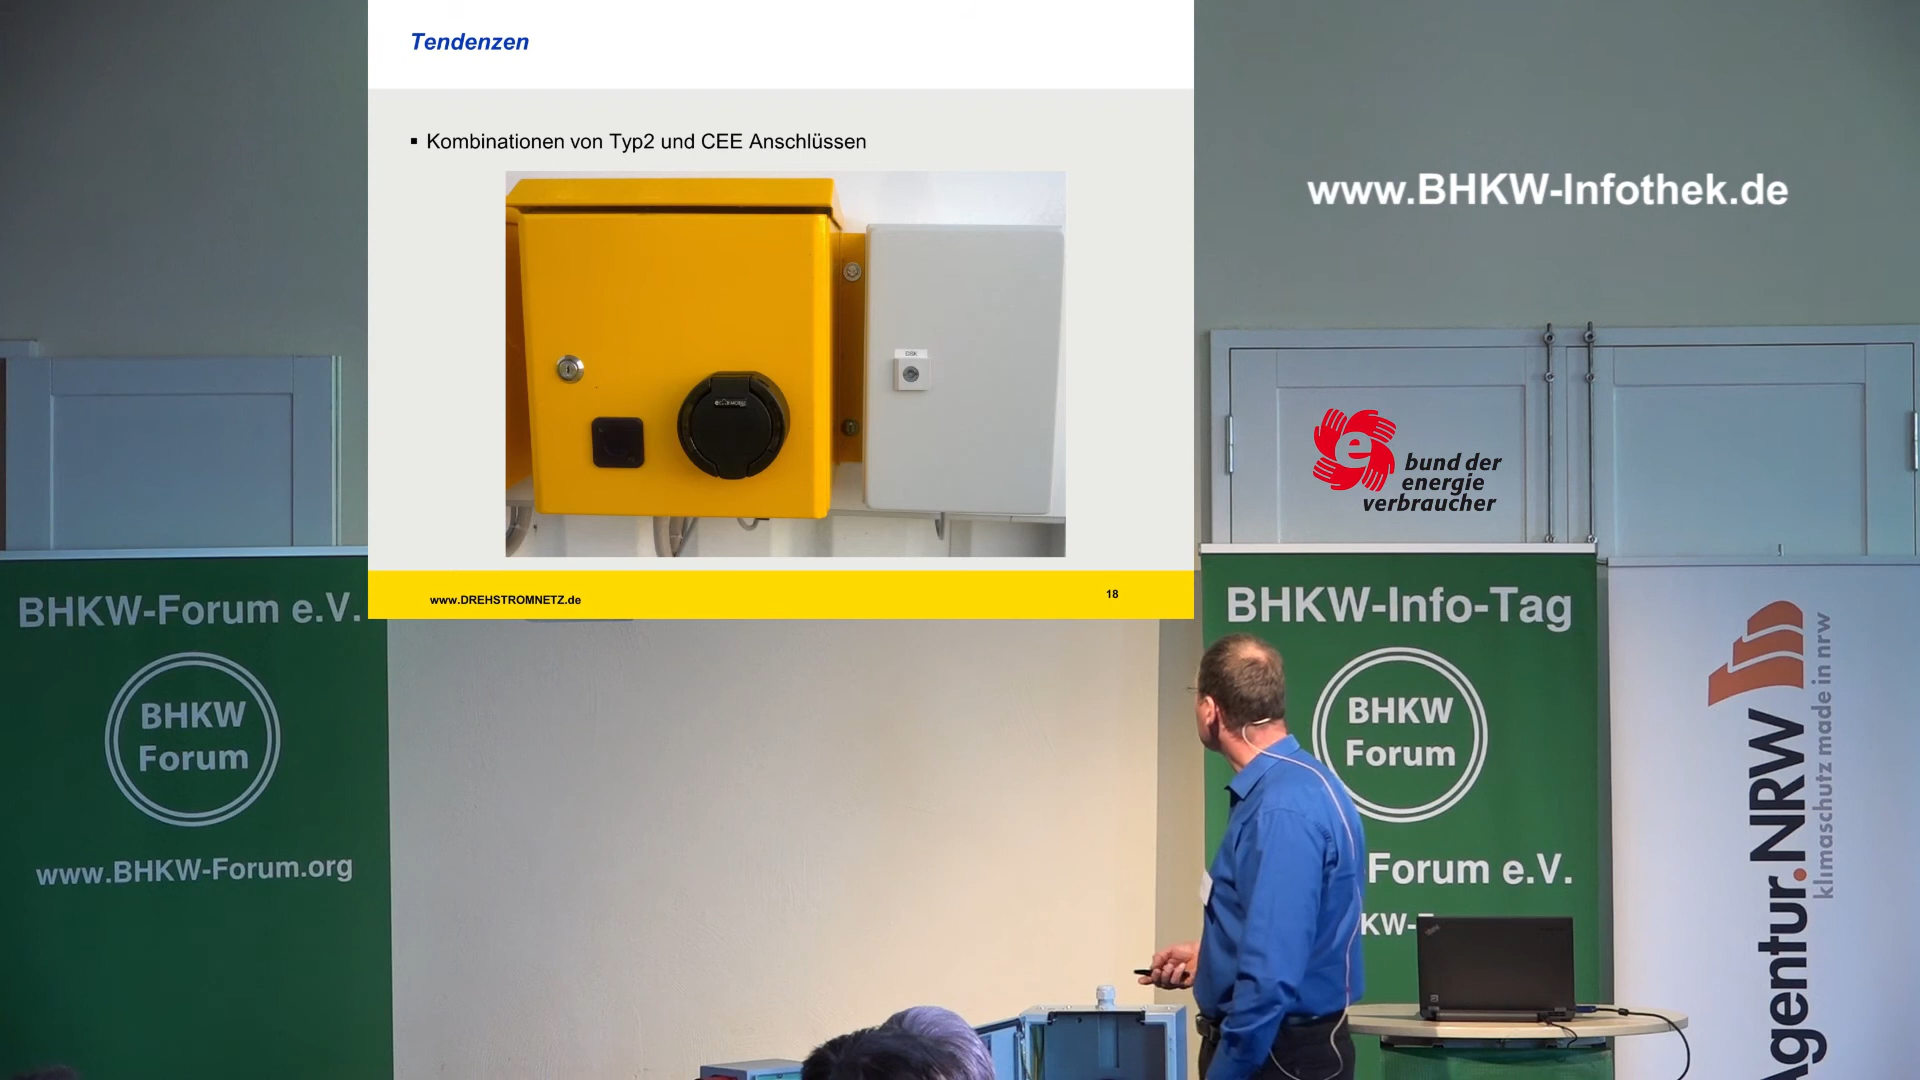 Tendenzen
▪ Kombinationen von Typ2 und CEE Anschlüssen
www.DREHSTROMNETZ.de
18
www.BHKW-Infothek.de
e
bund der
energie
verbraucher
BHKW-Forum e.V.
BHKW
Forum
www.BHKW-Forum.org
BHKW-Info-Tag
BHKW
Forum
-Forum e.V.
KW-F
Agentur.NRW
klimaschutz made in nrw